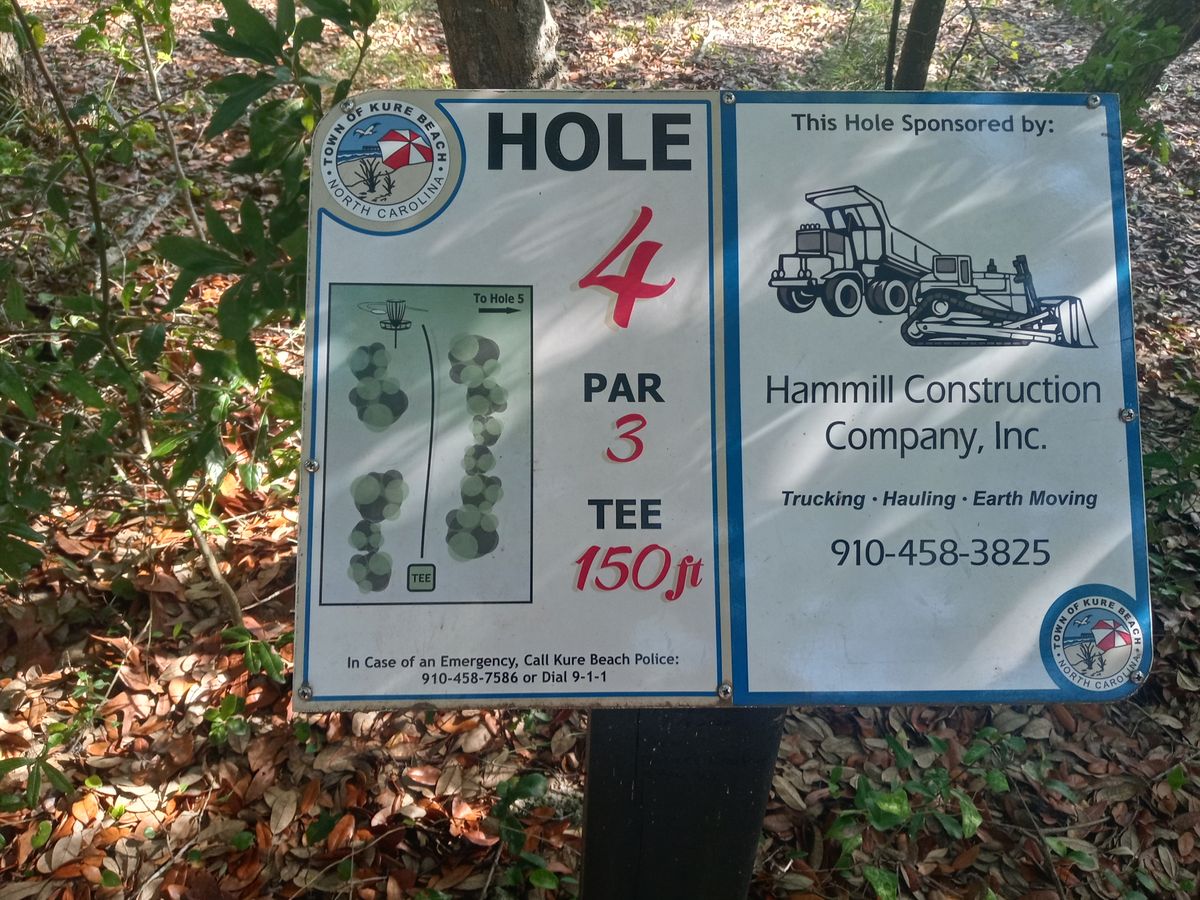 TOWN OF KURE BEACH
• NORTH CAROLINA •
HOLE
4
To Hole 5
TEE
PAR
3
TEE
150 ft
In Case of an Emergency, Call Kure Beach Police:
910-458-7586 or Dial 9-1-1
This Hole Sponsored by:
Hammill Construction
Company, Inc.
Trucking • Hauling • Earth Moving
910-458-3825
TOWN OF KURE BEACH
• NORTH CAROLINA •